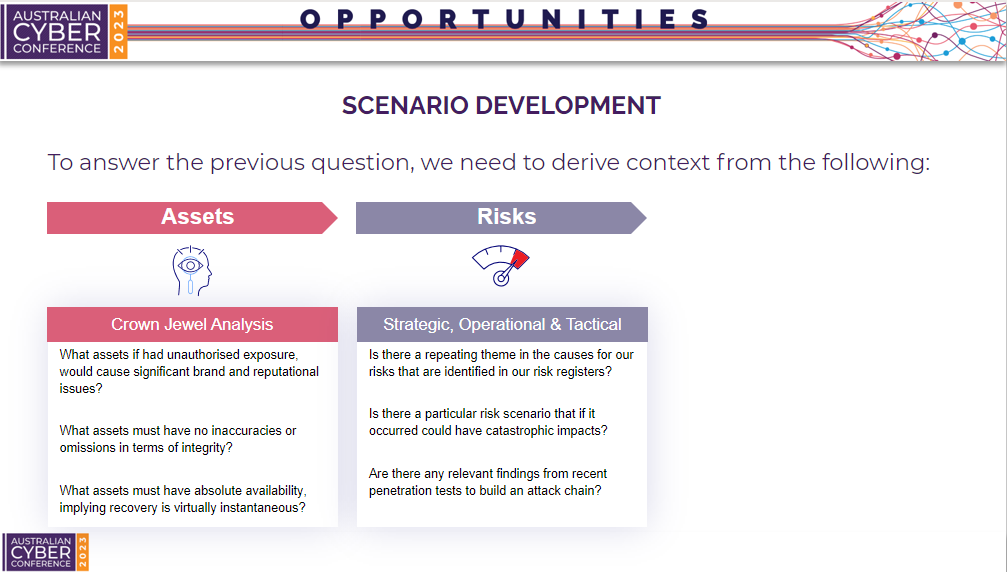 AUSTRALIAN
CYBER
CONFERENCE
2023
OPPORTUNITIES
SCENARIO DEVELOPMENT
To answer the previous question, we need to derive context from the following:
Assets
Crown Jewel Analysis
What assets if had unauthorised exposure,
would cause significant brand and reputational
issues?
What assets must have no inaccuracies or
omissions in terms of integrity?
What assets must have absolute availability,
implying recovery is virtually instantaneous?
Risks
Strategic, Operational & Tactical
Is there a repeating theme in the causes for our
risks that are identified in our risk registers?
Is there a particular risk scenario that if it
occurred could have catastrophic impacts?
Are there any relevant findings from recent
penetration tests to build an attack chain?
AUSTRALIAN
CYBER
CONFERENCE
2023